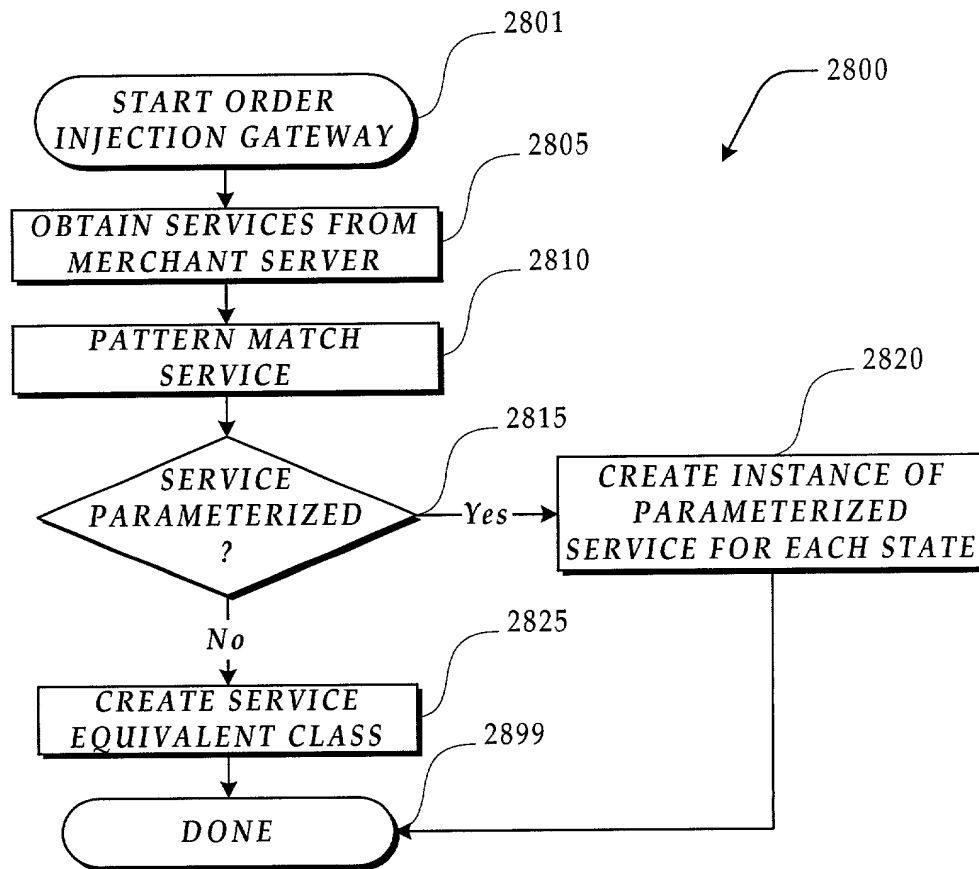 2801
2800
START ORDER
INJECTION GATEWAY
2805
OBTAIN SERVICES FROM
MERCHANT SERVER
2810
PATTERN MATCH
SERVICE
2815
2820
SERVICE
PARAMETERIZED
?
Yes
CREATE INSTANCE OF
PARAMETERIZED
SERVICE FOR EACH STATE
No
2825
CREATE SERVICE
EQUIVALENT CLASS
2899
DONE